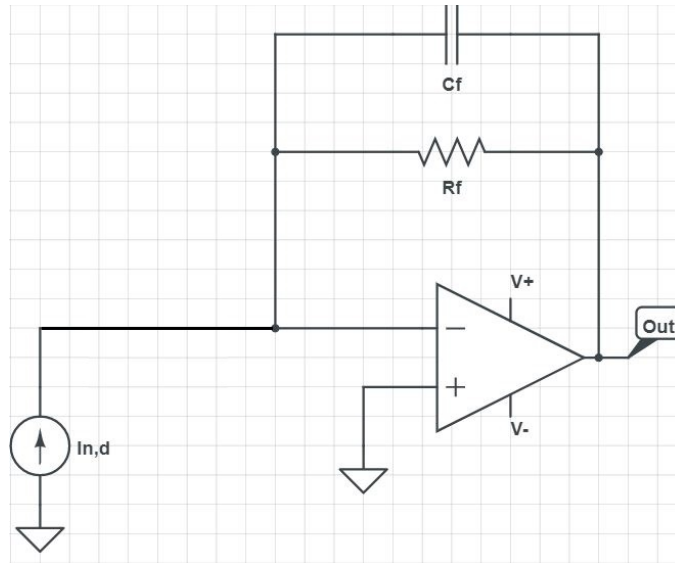 Cf
Rf
V+
Out
−
+
In,d
V-